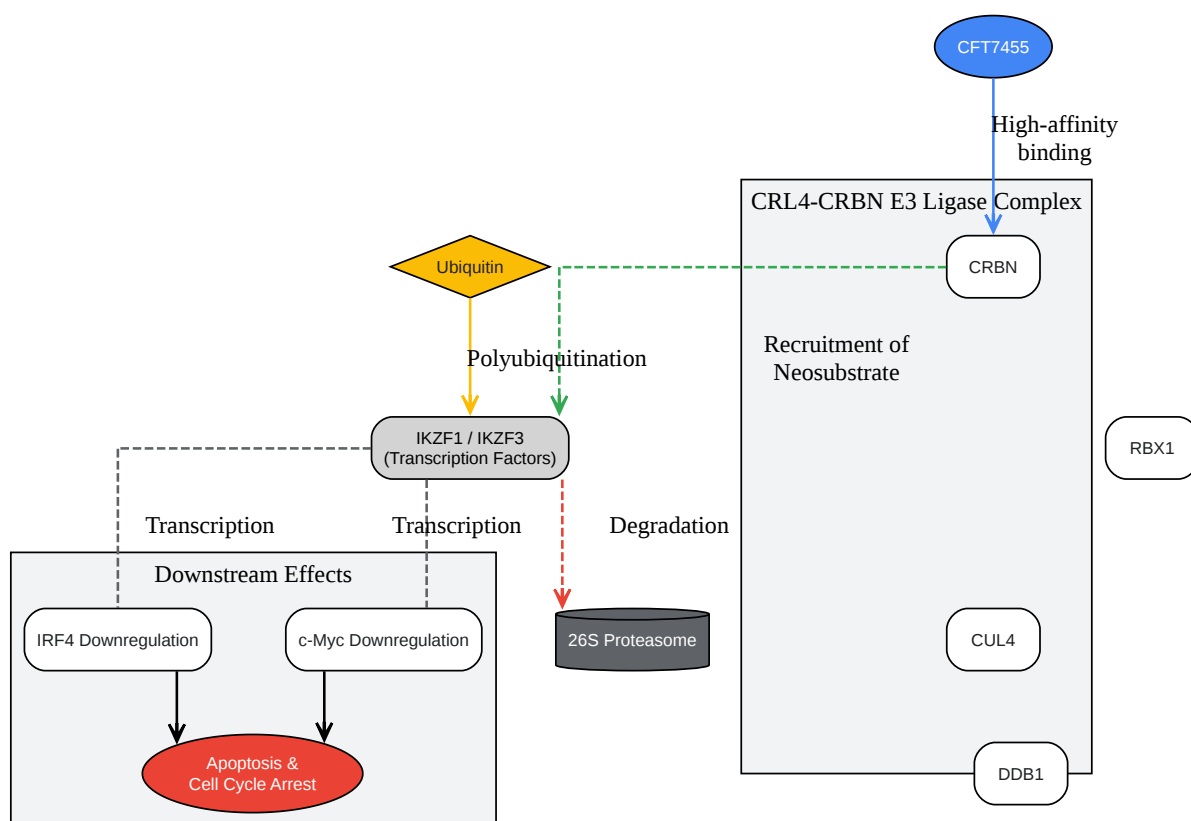 CFT7455
High-affinity
binding
CRL4-CRBN E3 Ligase Complex
CRBN
Ubiquitin
Polyubiquitination
Recruitment of
Neosubstrate
IKZF1 / IKZF3
(Transcription Factors)
RBX1
Transcription
Transcription
Degradation
Downstream Effects
IRF4 Downregulation
c-Myc Downregulation
26S Proteasome
CUL4
Apoptosis &
Cell Cycle Arrest
DDB1